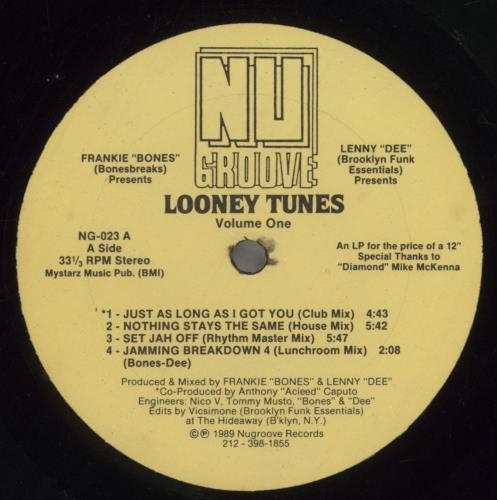 NU
GROOVE
FRANKIE "BONES"
(Bonesbreaks)
Presents
LENNY "DEE"
(Brooklyn Funk
Essentials)
Presents
LOONEY TUNES
Volume One
NG-023 A
A Side
33⅓ RPM Stereo
Mystarz Music Pub. (BMI)
An LP for the price of a 12"
Special Thanks to
"Diamond" Mike McKenna
*1 - JUST AS LONG AS I GOT YOU (Club Mix) 4:43
2 - NOTHING STAYS THE SAME (House Mix) 5:42
3 - SET JAH OFF (Rhythm Master Mix) 5:47
4 - JAMMING BREAKDOWN 4 (Lunchroom Mix) 2:08
(Bones-Dee)
Produced & Mixed by FRANKIE "BONES" & LENNY "DEE"
*Co-Produced by Anthony "Acieed" Caputo
Engineers: Nico V, Tommy Musto, "Bones" & "Dee"
Edits by Vicsimone (Brooklyn Funk Essentials)
at The Hideaway (B'klyn, N.Y.)
©℗ 1989 Nugroove Records
212 - 398-1855